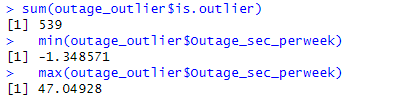 > sum(outage_outlier$is.outlier)
[1] 539
>   min(outage_outlier$Outage_sec_perweek)
[1] -1.348571
>   max(outage_outlier$Outage_sec_perweek)
[1] 47.04928